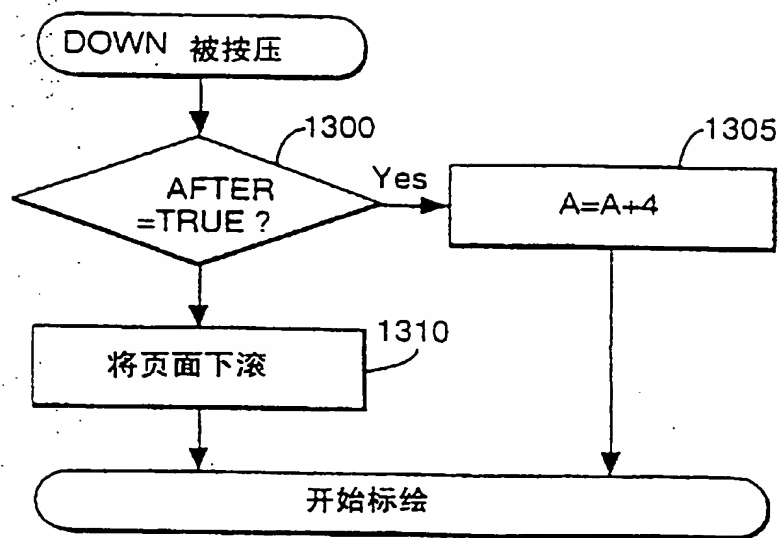 DOWN 被按压
1300
1305
AFTER
=TRUE ?
Yes
A=A+4
1310
将页面下滚
开始标绘